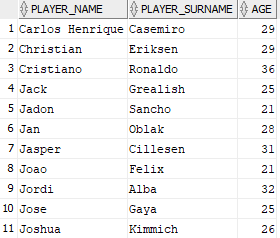 PLAYER_NAME PLAYER_SURNAME AGE
1 Carlos Henrique Casemiro 29
2 Christian Eriksen 29
3 Cristiano Ronaldo 36
4 Jack Grealish 25
5 Jadon Sancho 21
6 Jan Oblak 28
7 Jasper Cillesen 31
8 Joao Felix 21
9 Jordi Alba 32
10 Jose Gaya 25
11 Joshua Kimmich 26